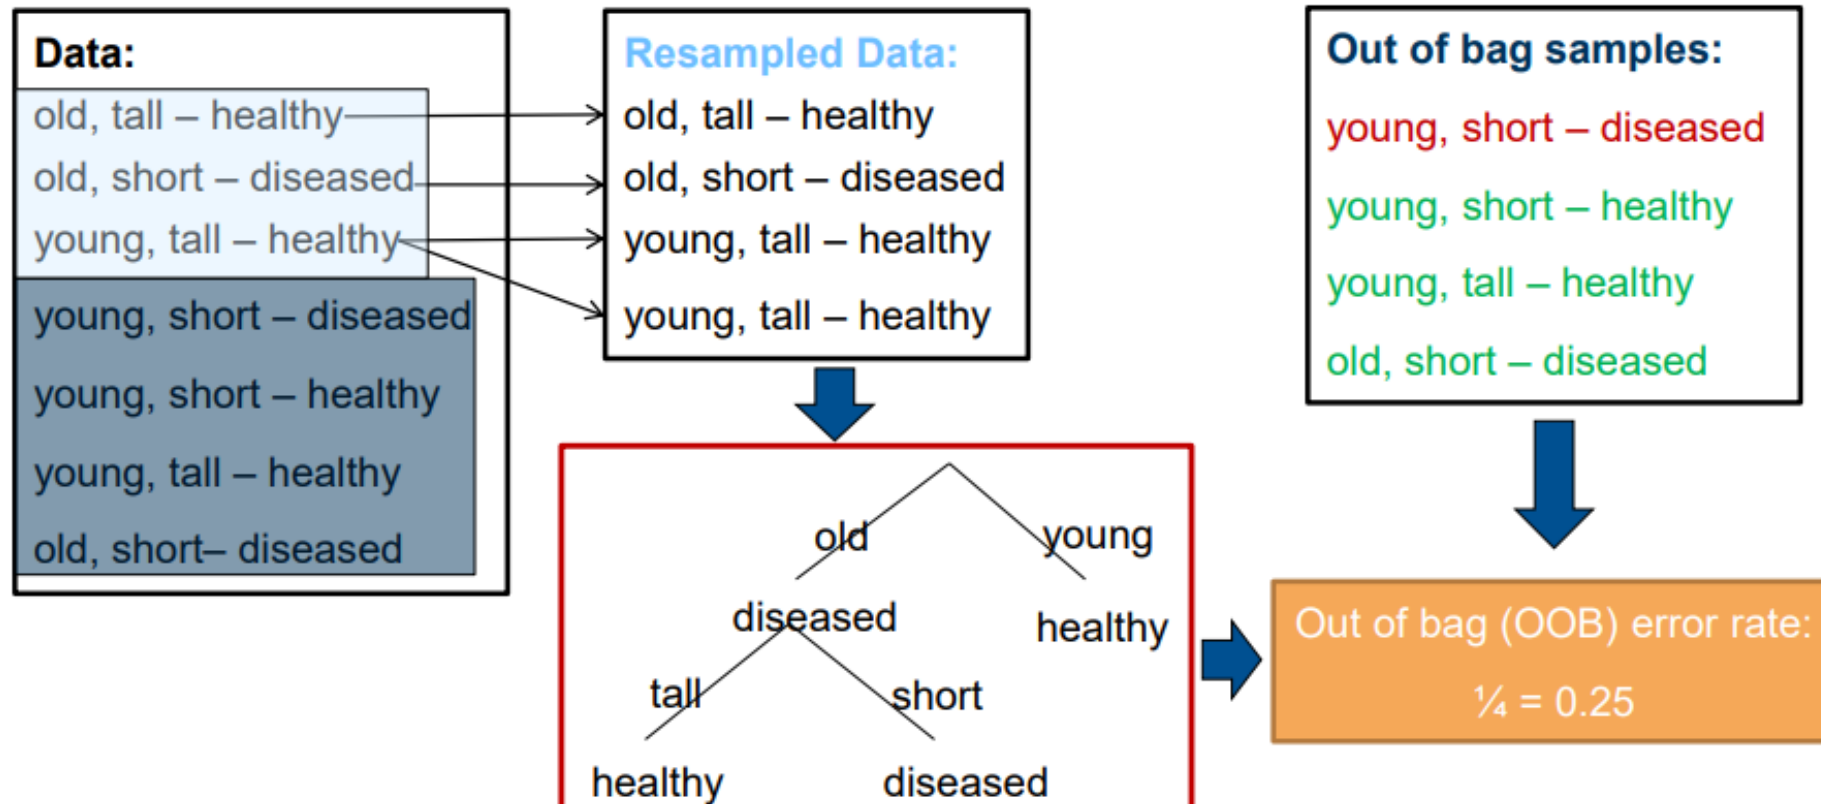 Data:
old, tall – healthy
old, short – diseased
young, tall – healthy
young, short – diseased
young, short – healthy
young, tall – healthy
old, short– diseased
Resampled Data:
old, tall – healthy
old, short – diseased
young, tall – healthy
young, tall – healthy
Out of bag samples:
young, short – diseased
young, short – healthy
young, tall – healthy
old, short – diseased
old
young
diseased
healthy
tall
short
healthy
diseased
Out of bag (OOB) error rate:
¼ = 0.25